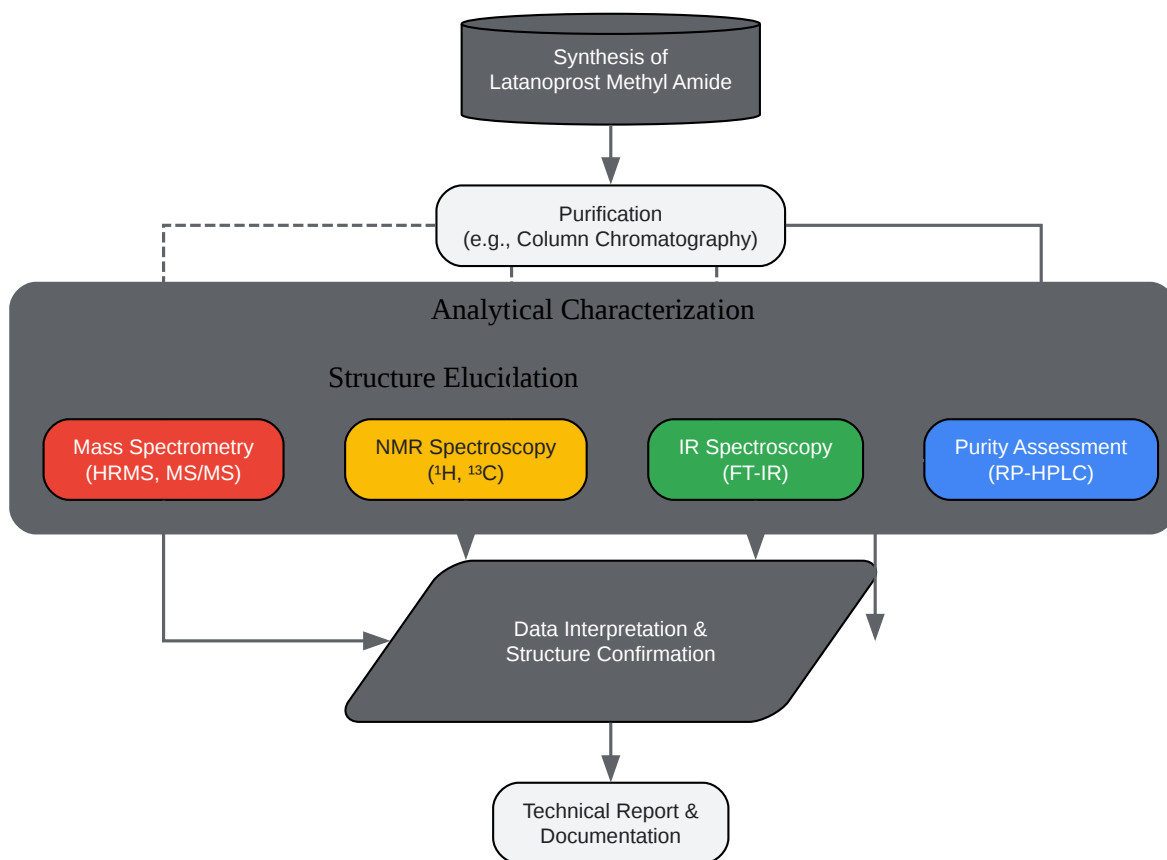 Synthesis of
Latanoprost Methyl Amide
Purification
(e.g., Column Chromatography)
Analytical Characterization
Structure Elucidation
Mass Spectrometry
(HRMS, MS/MS)
NMR Spectroscopy
(¹H, ¹³C)
IR Spectroscopy
(FT-IR)
Purity Assessment
(RP-HPLC)
Data Interpretation &
Structure Confirmation
Technical Report &
Documentation